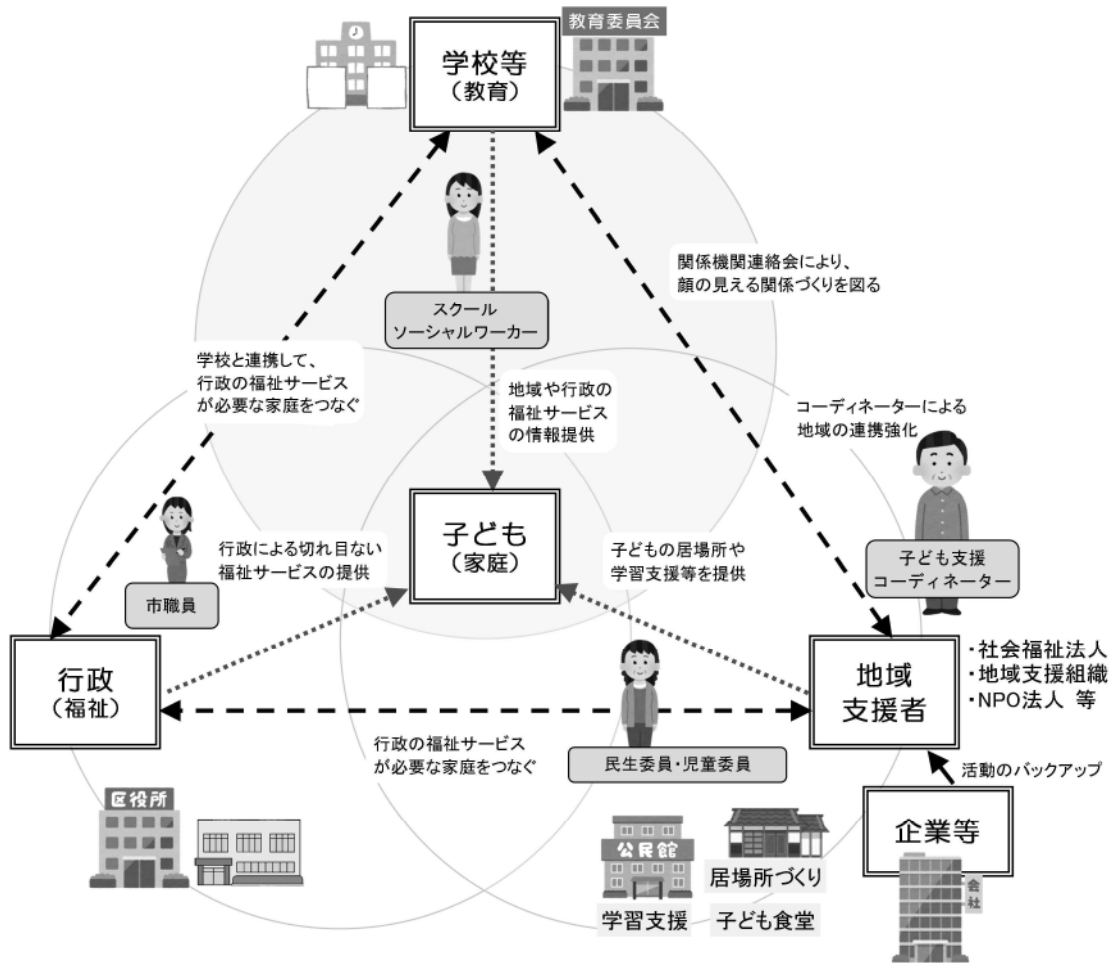 教育委員会
学校等
（教育）
スクール
ソーシャルワーカー
関係機関連絡会により、
顔の見える関係づくりを図る
学校と連携して、
行政の福祉サービス
が必要な家庭をつなぐ
地域や行政の
福祉サービス
の情報提供
コーディネーターによる
地域の連携強化
子ども
（家庭）
行政による切れ目ない
福祉サービスの提供
子どもの居場所や
学習支援等を提供
子ども支援
コーディネーター
市職員
行政
（福祉）
地域
支援者
・社会福祉法人
・地域支援組織
・NPO法人 等
行政の福祉サービス
が必要な家庭をつなぐ
民生委員・児童委員
活動のバックアップ
企業等
会社
区役所
公民館
居場所づくり
学習支援
子ども食堂